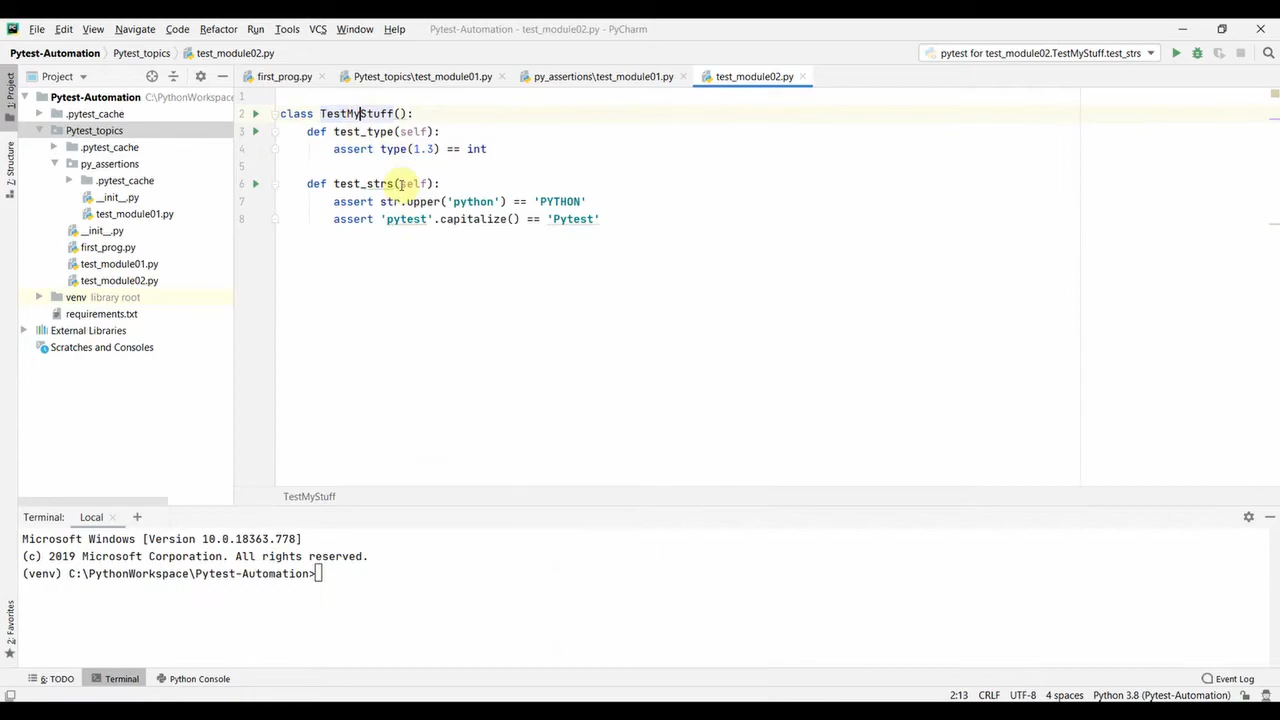 File Edit View Navigate Code Refactor Run Tools VCS Window Help Pytest-Automation - test_module02.py - PyCharm
Pytest-Automation Pytest_topics test_module02.py pytest for test_module02.TestMyStuff.test_strs
Project first_prog.py Pytest_topics\test_module01.py py_assertions\test_module01.py test_module02.py
1: Project
7: Structure
2: Favorites
Pytest-Automation C:\PythonWorkspace
.pytest_cache
Pytest_topics
.pytest_cache
py_assertions
.pytest_cache
__init__.py
test_module01.py
__init__.py
first_prog.py
test_module01.py
test_module02.py
venv library root
requirements.txt
External Libraries
Scratches and Consoles
1
2 class TestMyStuff():
3 def test_type(self):
4 assert type(1.3) == int
5
6 def test_strs(self):
7 assert str.upper('python') == 'PYTHON'
8 assert 'pytest'.capitalize() == 'Pytest'
TestMyStuff
Terminal: Local
Microsoft Windows [Version 10.0.18363.778]
(c) 2019 Microsoft Corporation. All rights reserved.
(venv) C:\PythonWorkspace\Pytest-Automation>
6: TODO Terminal Python Console Event Log
2:13 CRLF UTF-8 4 spaces Python 3.8 (Pytest-Automation)